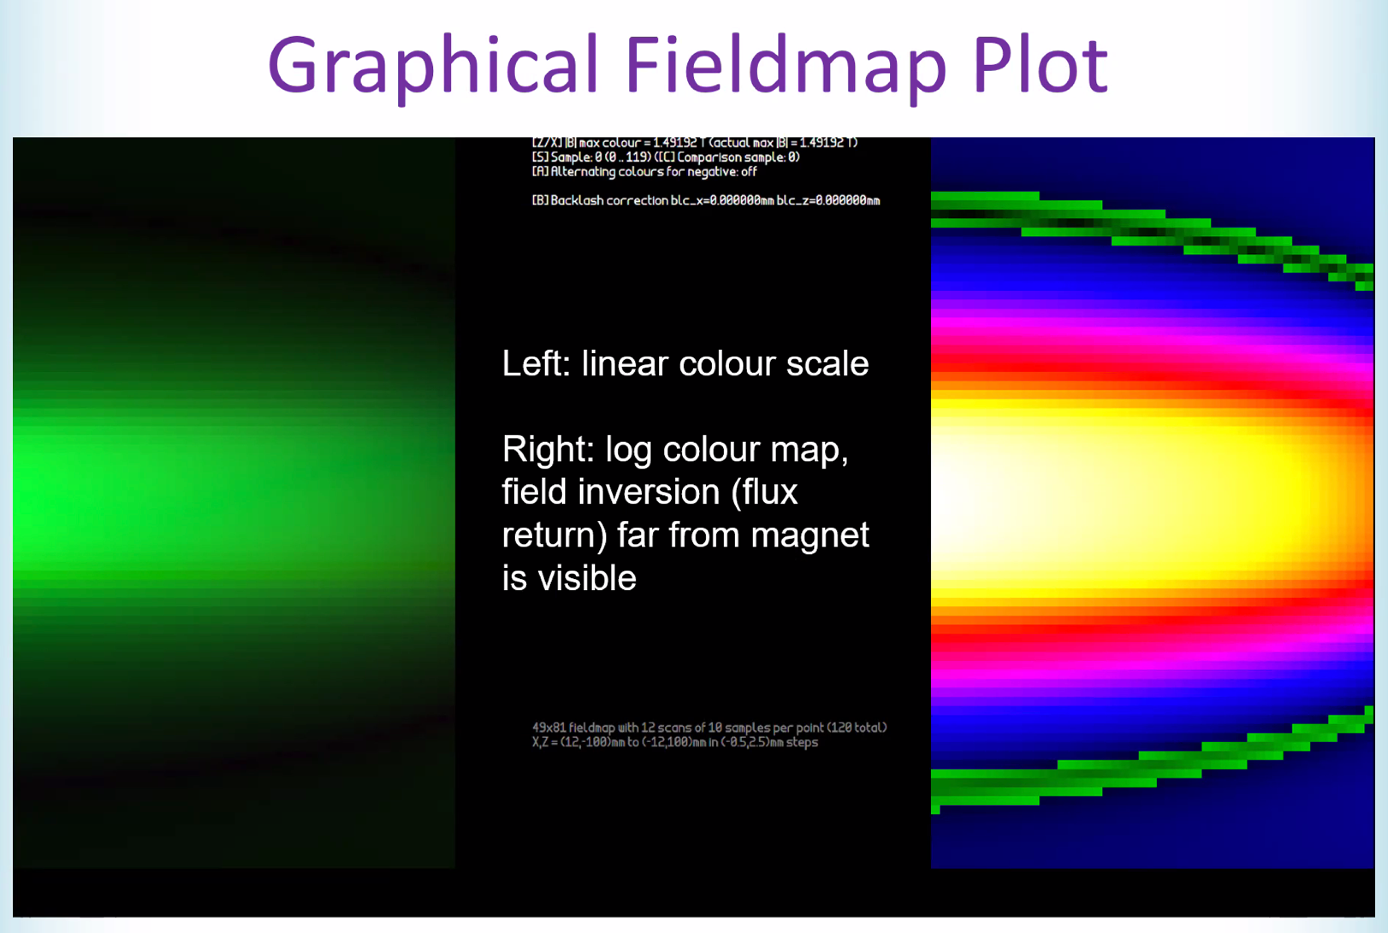 Graphical Fieldmap Plot
[Z/X] |B| max colour = 1.49192 T (actual max |B| = 1.49192 T)
[S] Sample: 0 (0 .. 119) ([C] Comparison sample: 0)
[A] Alternating colours for negative: off
[B] Backlash correction blc_x=0.000000mm blc_z=0.000000mm
Left: linear colour scale
Right: log colour map,
field inversion (flux
return) far from magnet
is visible
49x81 fieldmap with 12 scans of 10 samples per point (120 total)
X,Z = (12,-100)mm to (-12,100)mm in (-0.5,2.5)mm steps